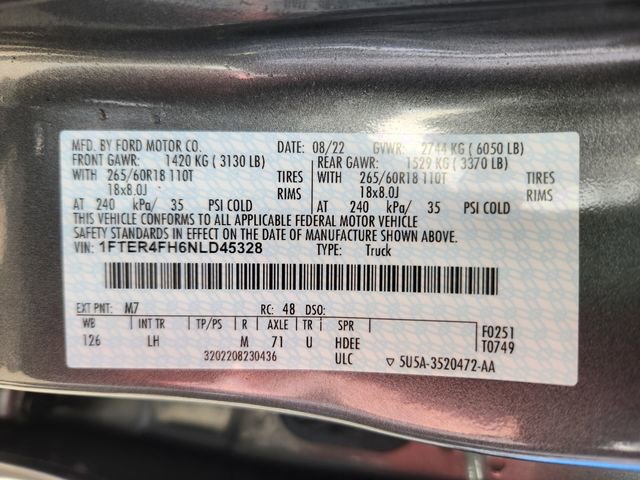 MFD. BY FORD MOTOR CO. DATE: 08/22 GVWR: 2744 KG ( 6050 LB)
FRONT GAWR: 1420 KG ( 3130 LB) REAR GAWR: 1529 KG ( 3370 LB)
WITH 265/60R18 110T TIRES WITH 265/60R18 110T TIRES
18x8.0J RIMS 18x8.0J RIMS
AT 240 kPa/ 35 PSI COLD AT 240 kPa/ 35 PSI COLD
THIS VEHICLE CONFORMS TO ALL APPLICABLE FEDERAL MOTOR VEHICLE
SAFETY STANDARDS IN EFFECT ON THE DATE OF MANUFACTURE SHOWN ABOVE.
VIN: 1FTER4FH6NLD45328 TYPE: Truck
EXT PNT: M7 RC: 48 DSO:
WB INT TR TP/PS R AXLE TR SPR F0251
126 LH M 71 U HDEE T0749
3202208230436 ULC ▽ 5U5A-3520472-AA